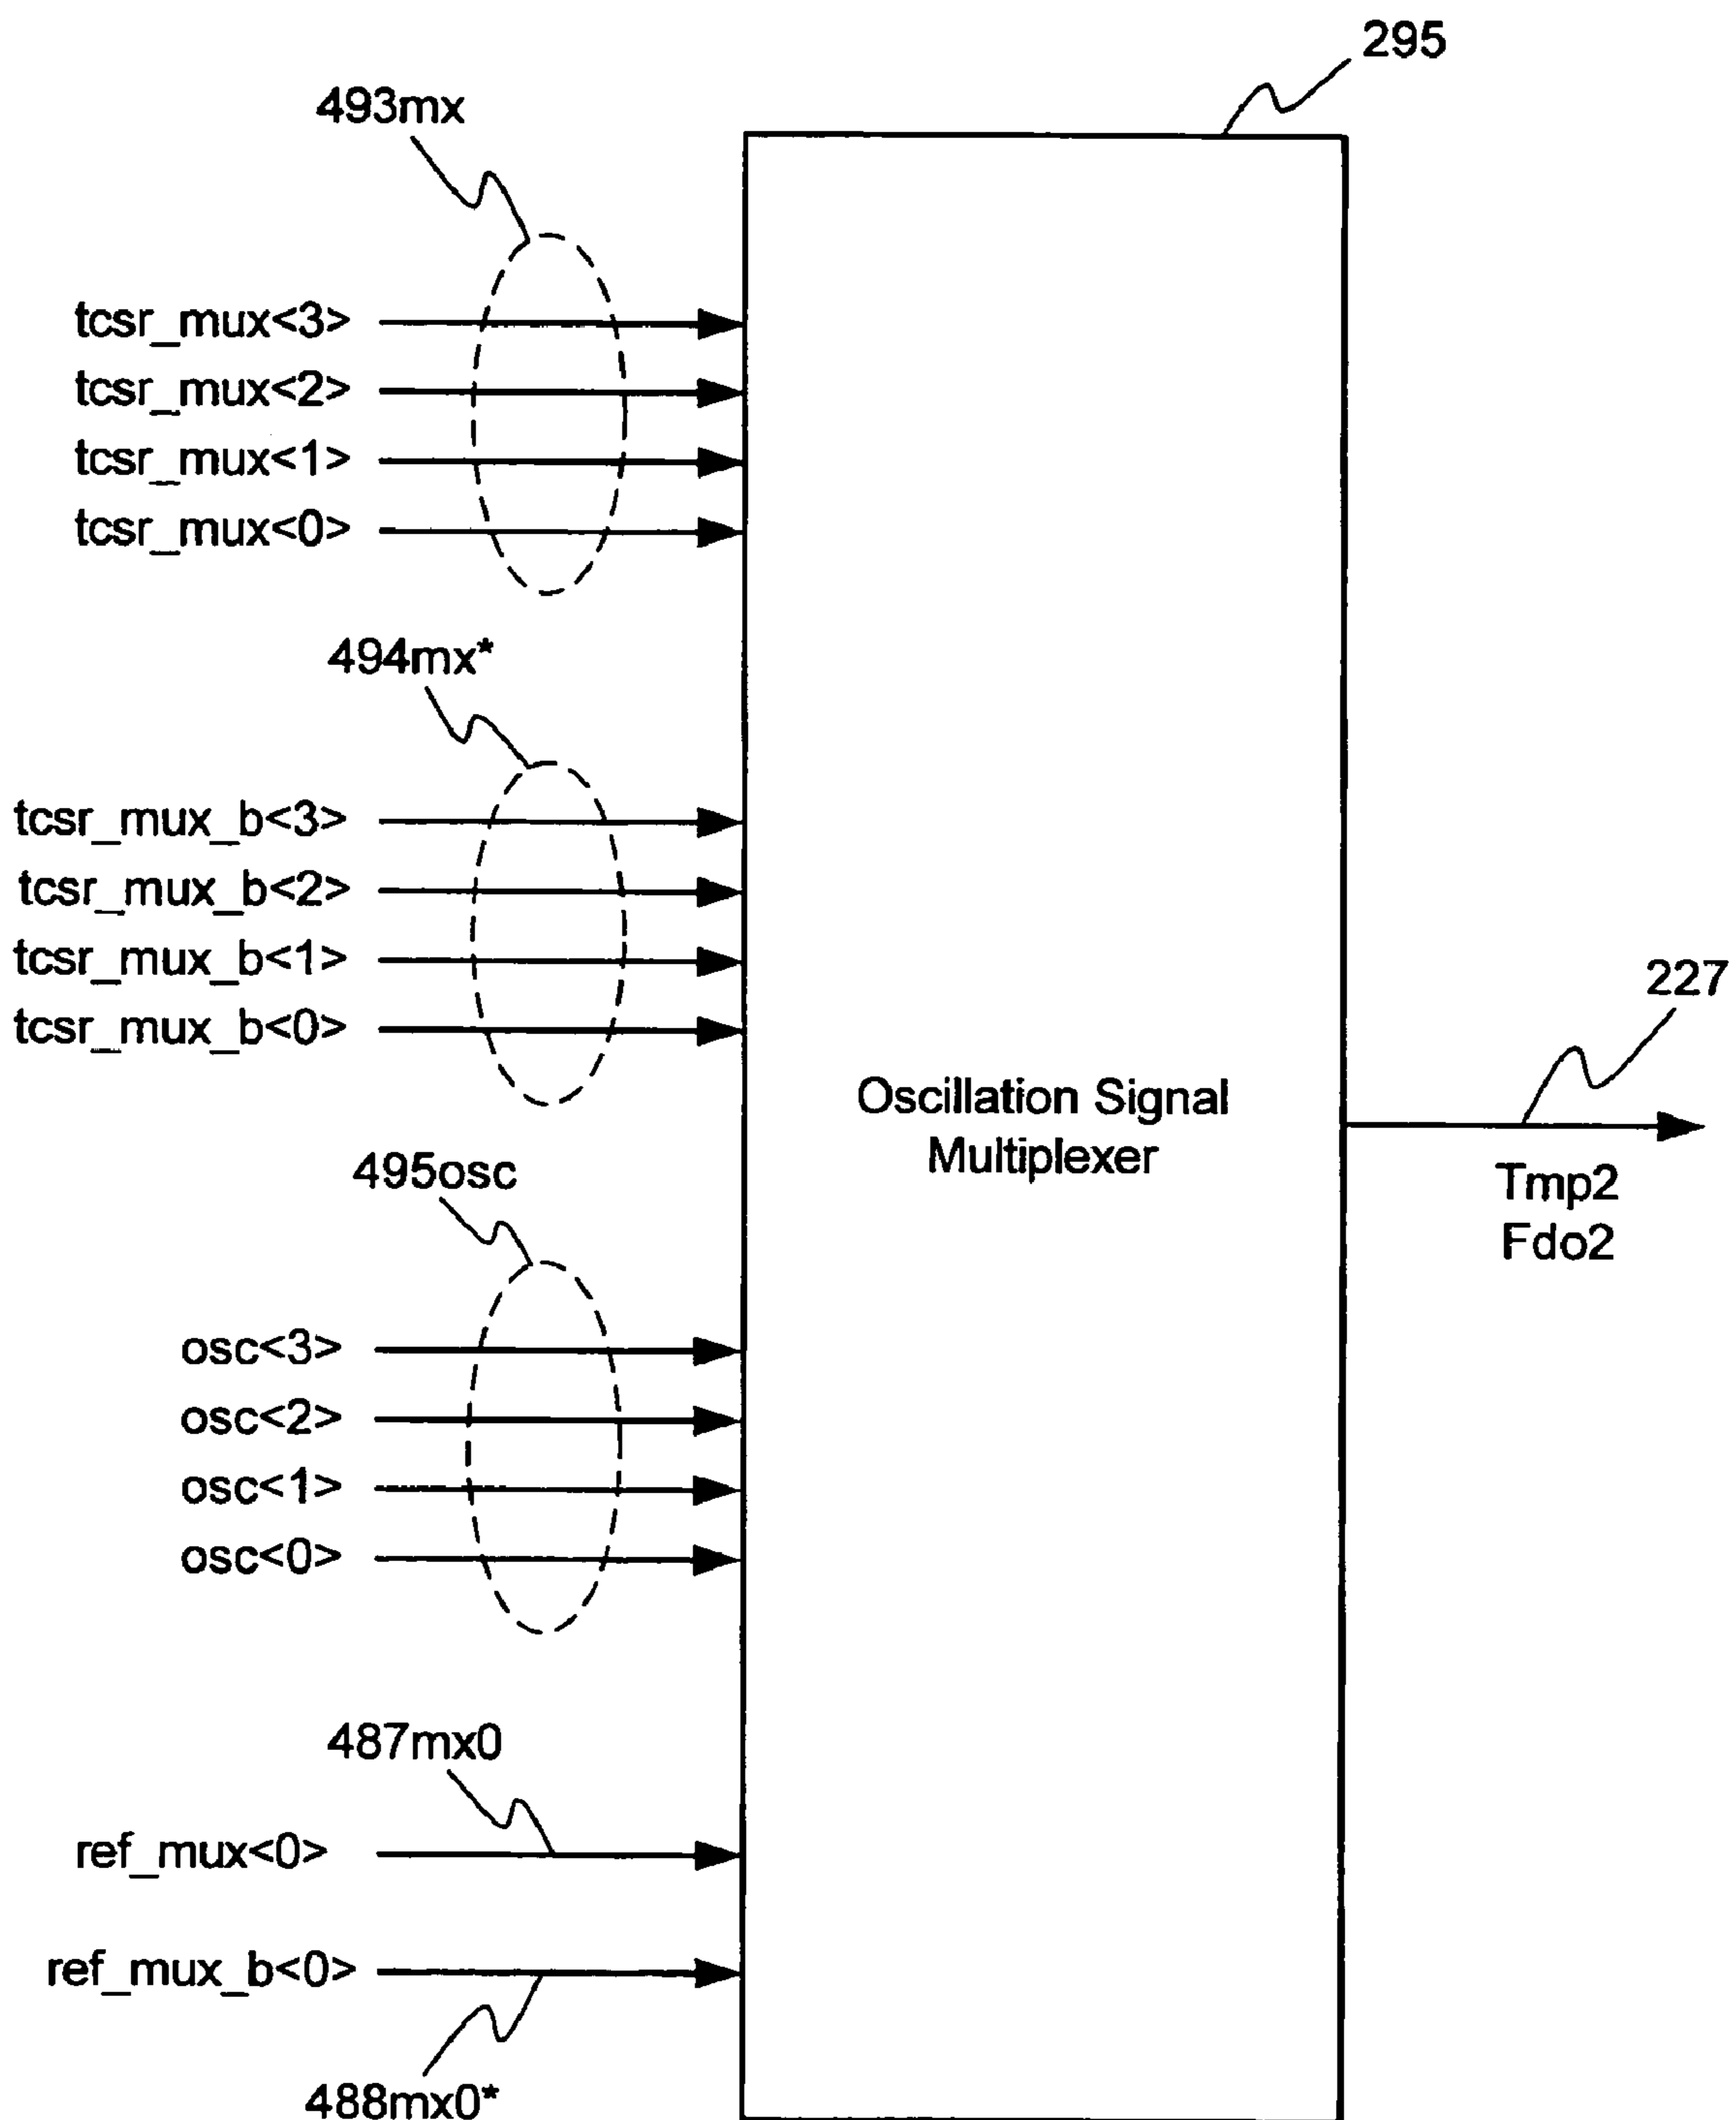 295
493mx
tcsr_mux<3>
tcsr_mux<2>
tcsr_mux<1>
tcsr_mux<0>
494mx*
tcsr_mux_b<3>
tcsr_mux_b<2>
tcsr_mux_b<1>
tcsr_mux_b<0>
227
Oscillation Signal
Multiplexer
Tmp2
Fdo2
495osc
osc<3>
osc<2>
osc<1>
osc<0>
487mx0
ref_mux<0>
ref_mux_b<0>
488mx0*